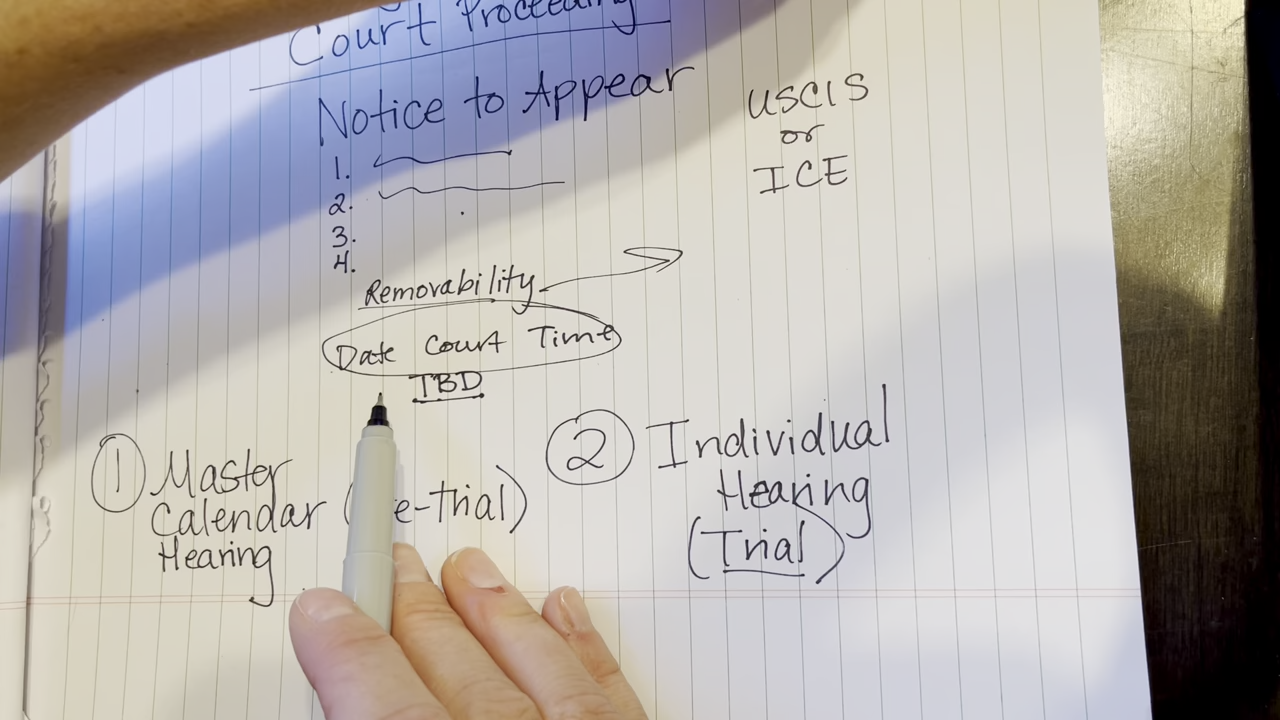 Court Proceeding
Notice to Appear
USCIS
or
ICE
1.
2.
3.
4.
Removability
Date Court Time
TBD
① Master
Calendar (e-trial)
Hearing
② Individual
Hearing
(Trial)